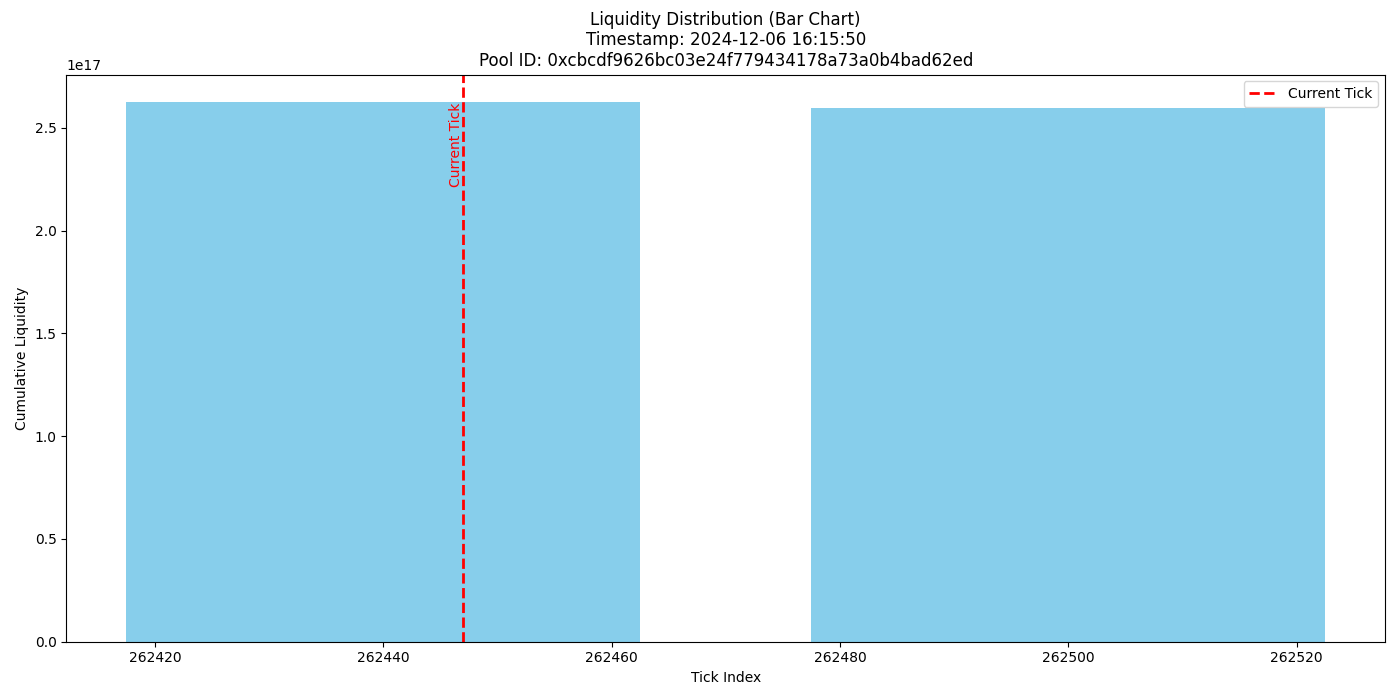 Liquidity Distribution (Bar Chart)
Timestamp: 2024-12-06 16:15:50
Pool ID: 0xcbcdf9626bc03e24f779434178a73a0b4bad62ed
1e17
Current Tick
Current Tick
2.5
2.0
1.5
1.0
0.5
0.0
Cumulative Liquidity
262420 262440 262460 262480 262500 262520
Tick Index